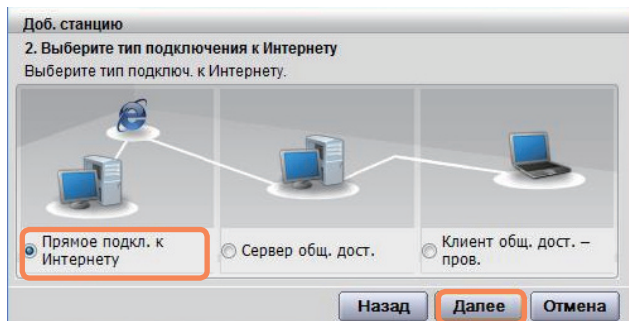 Доб. станцию
2. Выберите тип подключения к Интернету
Выберите тип подключ. к Интернету.
Прямое подкл. к
Интернету
Сервер общ. дост.
Клиент общ. дост. –
пров.
Назад
Далее
Отмена